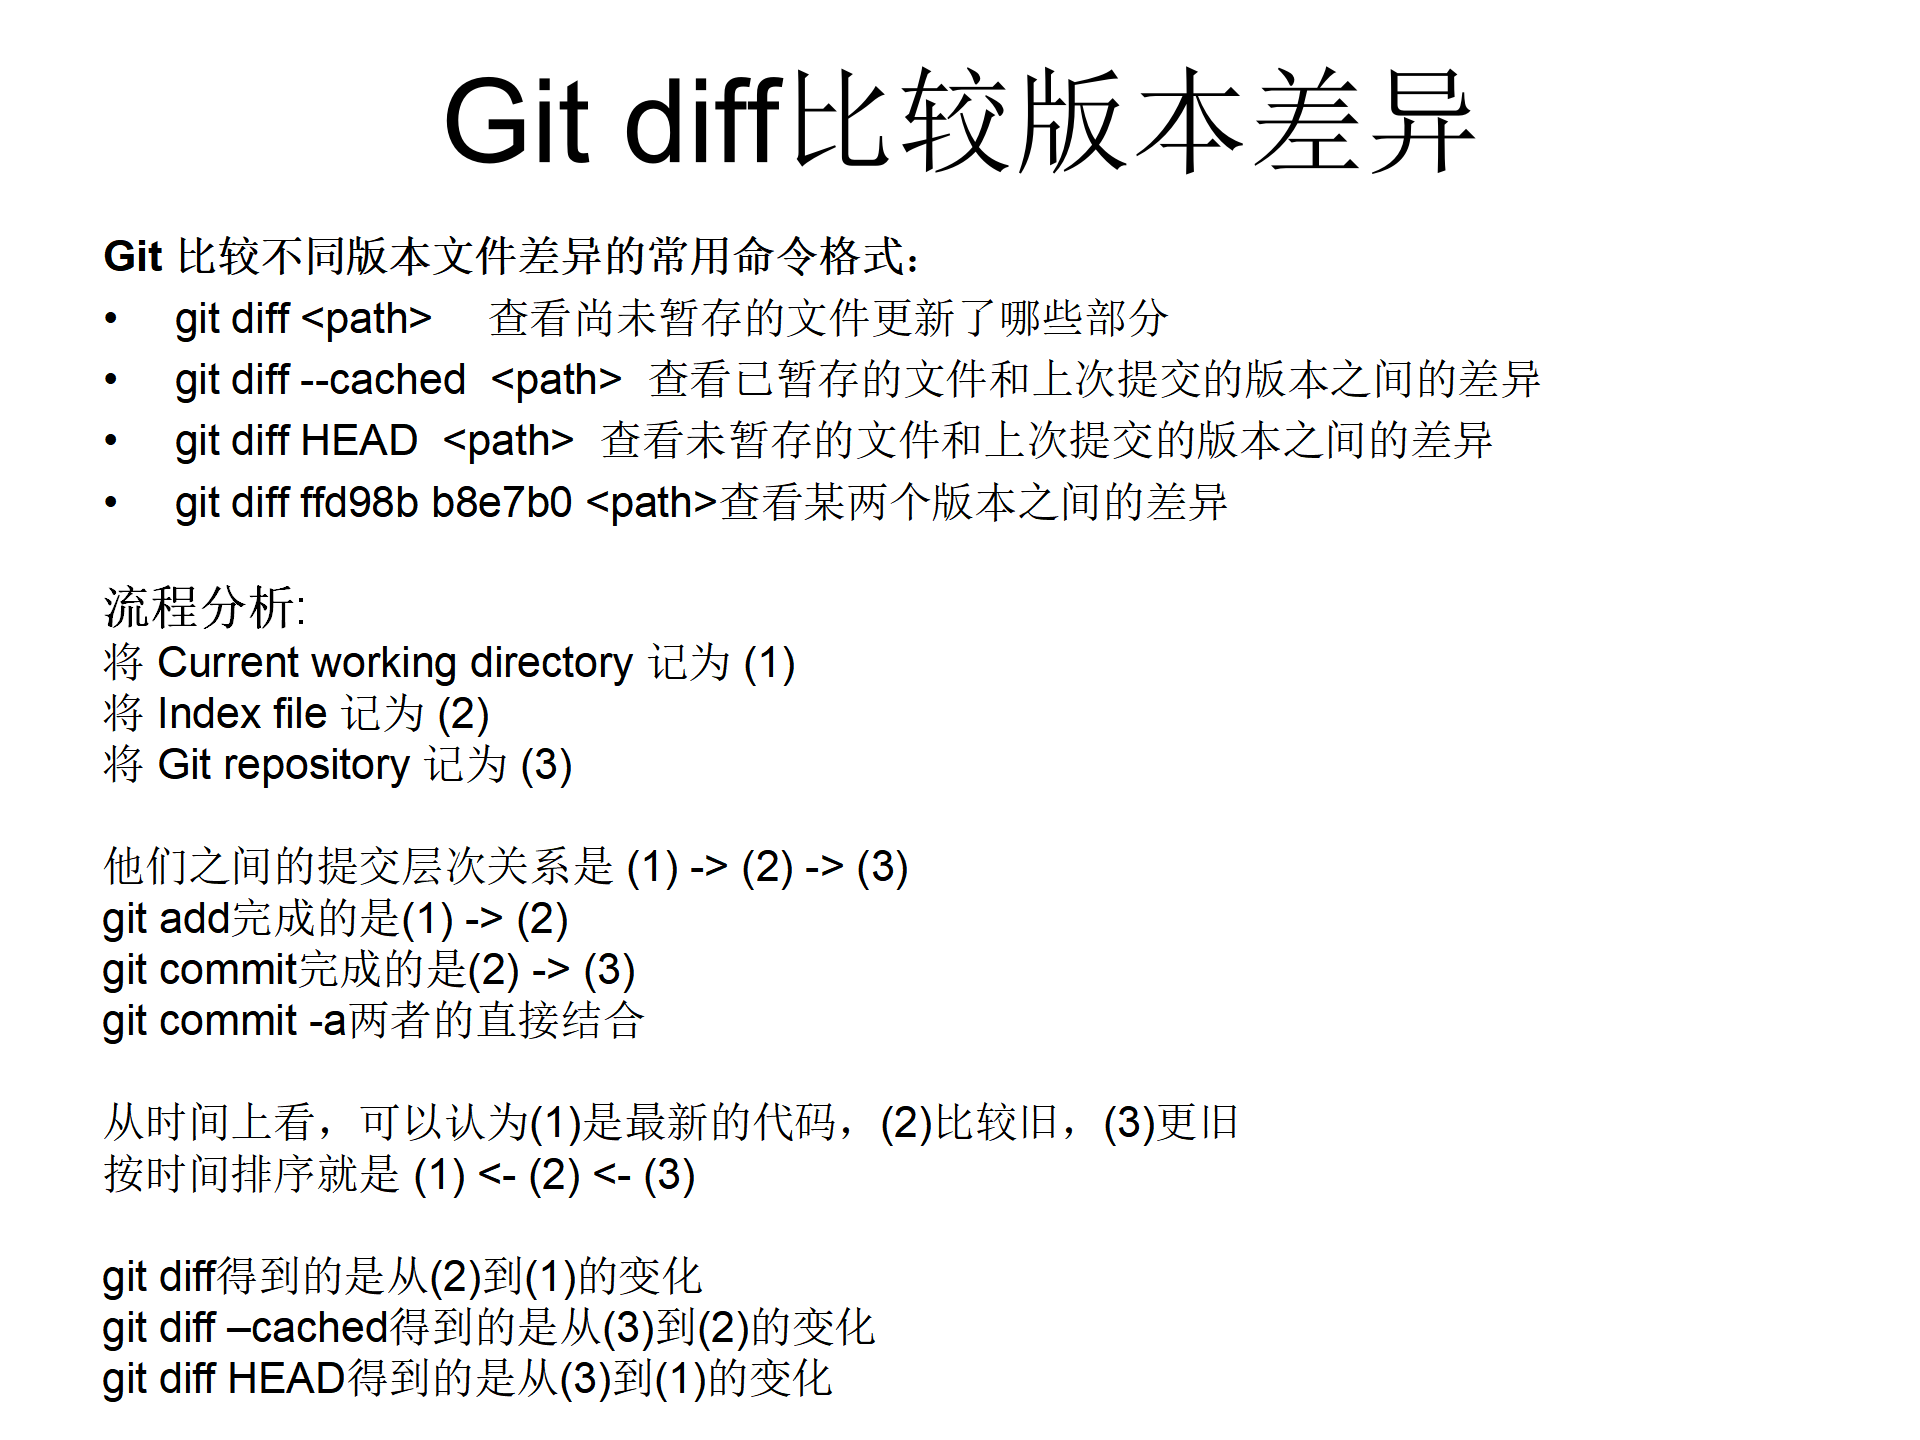 Git diff比较版本差异
Git 比较不同版本文件差异的常用命令格式：
• git diff <path> 查看尚未暂存的文件更新了哪些部分
• git diff --cached <path> 查看已暂存的文件和上次提交的版本之间的差异
• git diff HEAD <path> 查看未暂存的文件和上次提交的版本之间的差异
• git diff ffd98b b8e7b0 <path>查看某两个版本之间的差异
流程分析:
将 Current working directory 记为 (1)
将 Index file 记为 (2)
将 Git repository 记为 (3)
他们之间的提交层次关系是 (1) -> (2) -> (3)
git add完成的是(1) -> (2)
git commit完成的是(2) -> (3)
git commit -a两者的直接结合
从时间上看，可以认为(1)是最新的代码，(2)比较旧，(3)更旧
按时间排序就是 (1) <- (2) <- (3)
git diff得到的是从(2)到(1)的变化
git diff –cached得到的是从(3)到(2)的变化
git diff HEAD得到的是从(3)到(1)的变化